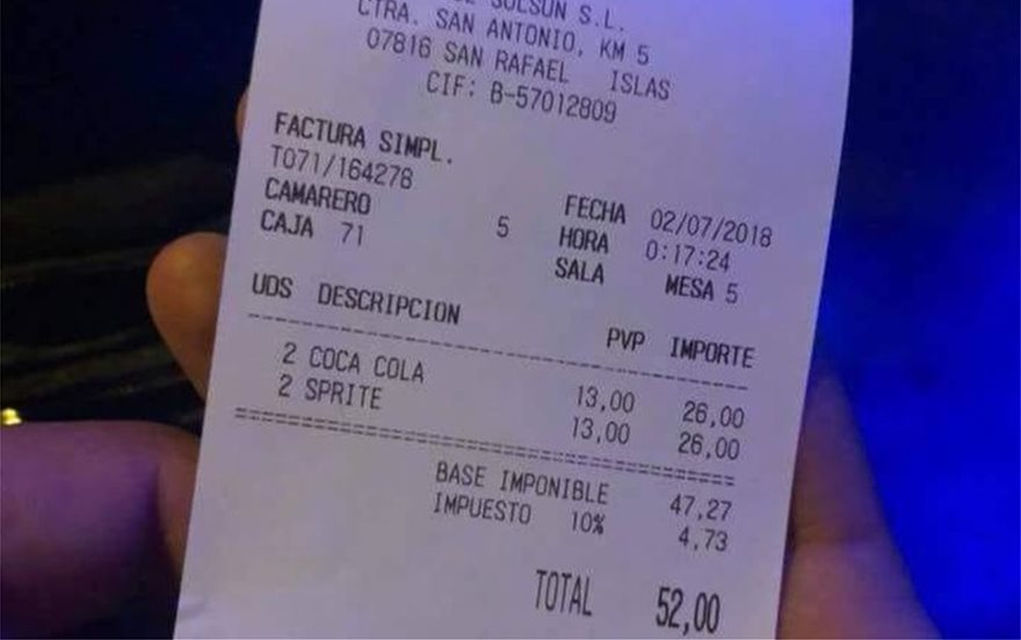 SOLSUN S.L.
CTRA. SAN ANTONIO, KM 5
07816 SAN RAFAEL ISLAS
CIF: B-57012809
FACTURA SIMPL.
T071/164278
CAMARERO 5 FECHA 02/07/2018
CAJA 71 HORA 0:17:24
SALA MESA 5
UDS DESCRIPCION PVP IMPORTE
2 COCA COLA 13,00 26,00
2 SPRITE 13,00 26,00
BASE IMPONIBLE 47,27
IMPUESTO 10% 4,73
TOTAL 52,00